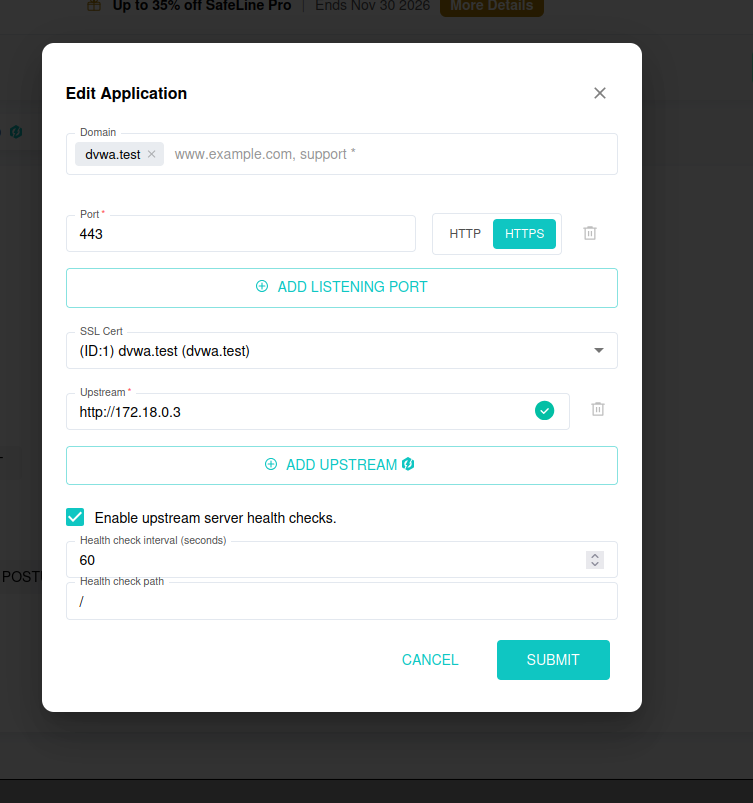 Up to 35% off SafeLine Pro | Ends Nov 30 2026 More Details
Edit Application
Domain
dvwa.test www.example.com, support *
Port *
443 HTTP HTTPS
ADD LISTENING PORT
SSL Cert
(ID:1) dvwa.test (dvwa.test)
Upstream *
http://172.18.0.3
ADD UPSTREAM
Enable upstream server health checks.
Health check interval (seconds)
60
POST
Health check path
/
CANCEL SUBMIT